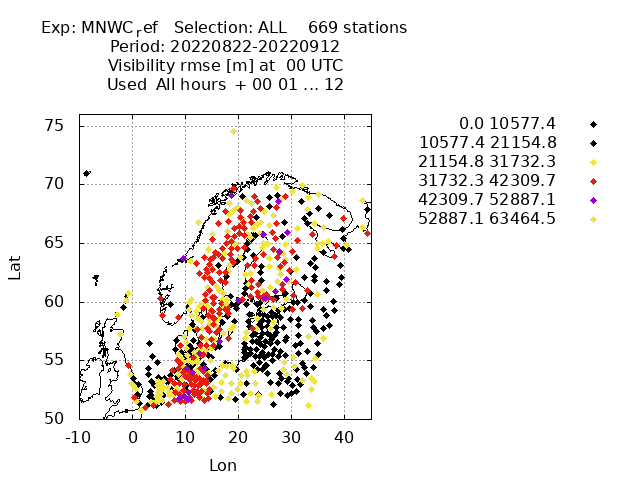 Exp: MNWC_ref   Selection: ALL    669 stations
Period: 20220822-20220912
Visibility rmse [m] at  00 UTC
Used  All hours  + 00 01 ... 12
0.0 10577.4
10577.4 21154.8
21154.8 31732.3
31732.3 42309.7
42309.7 52887.1
52887.1 63464.5
75
70
65
60
55
50
Lat
-10 0 10 20 30 40
Lon